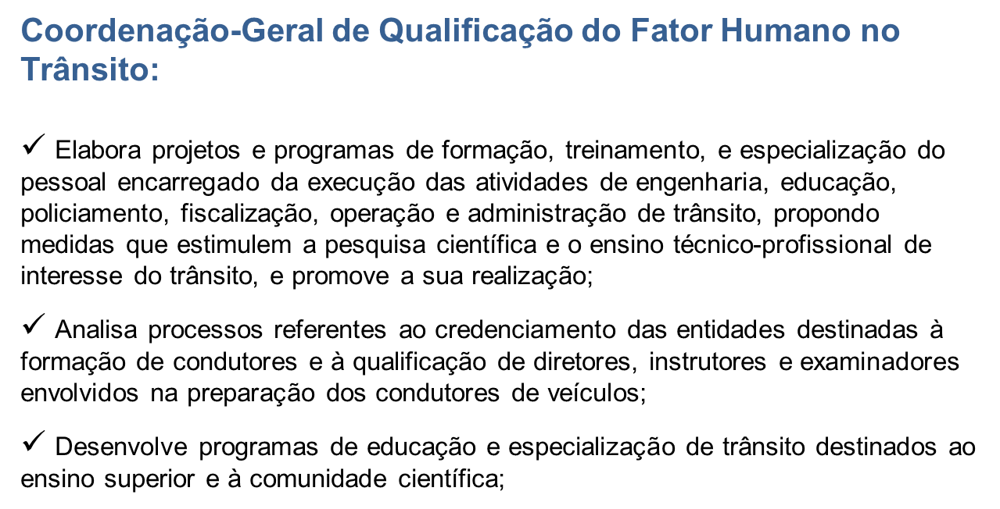 Coordenação-Geral de Qualificação do Fator Humano no
Trânsito:
✓ Elabora projetos e programas de formação, treinamento, e especialização do
pessoal encarregado da execução das atividades de engenharia, educação,
policiamento, fiscalização, operação e administração de trânsito, propondo
medidas que estimulem a pesquisa científica e o ensino técnico-profissional de
interesse do trânsito, e promove a sua realização;
✓ Analisa processos referentes ao credenciamento das entidades destinadas à
formação de condutores e à qualificação de diretores, instrutores e examinadores
envolvidos na preparação dos condutores de veículos;
✓ Desenvolve programas de educação e especialização de trânsito destinados ao
ensino superior e à comunidade científica;